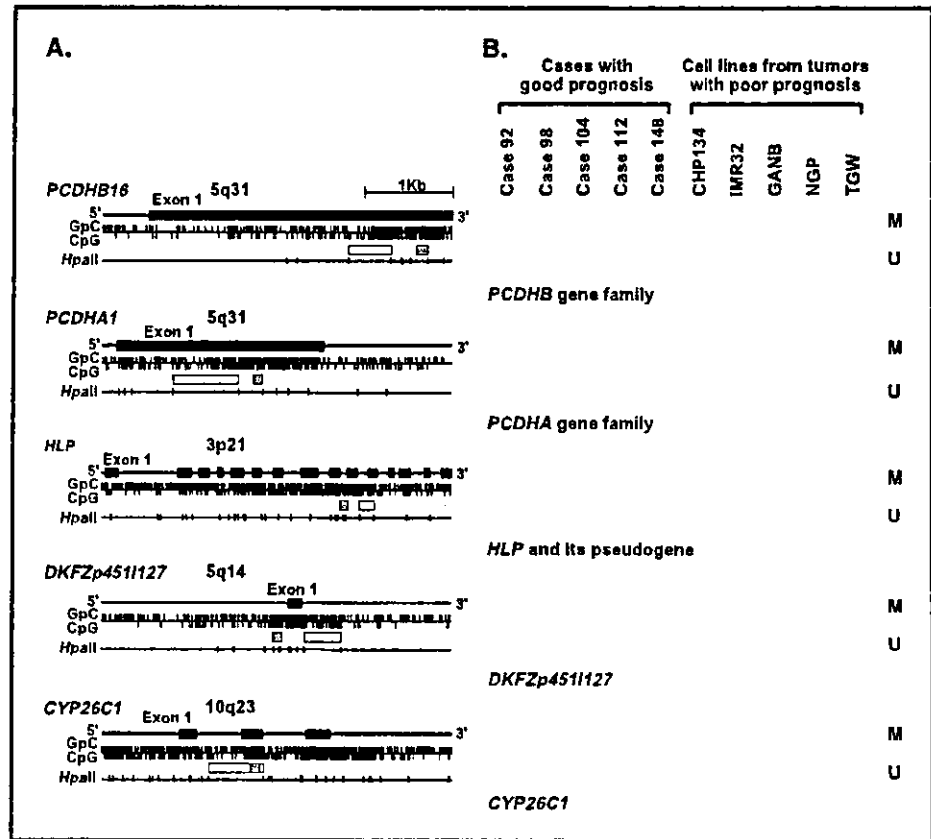 A.
PCDHB16 5q31
Exon 1 1Kb
5' 3'
GpC
CpG
HpaII
PCDHA1 5q31
Exon 1
5' 3'
GpC
CpG
HpaII
HLP 3p21
Exon 1
5' 3'
GpC
CpG
HpaII
DKFZp451I127 5q14
Exon 1
5' 3'
GpC
CpG
HpaII
CYP26C1 10q23
Exon 1
5' 3'
GpC
CpG
HpaII
B.
Cases with
good prognosis
Cell lines from tumors
with poor prognosis
Case 92
Case 98
Case 104
Case 112
Case 148
CHP134
IMR32
GANB
NGP
TGW
M
U
PCDHB gene family
M
U
PCDHA gene family
M
U
HLP and its pseudogene
M
U
DKFZp451I127
M
U
CYP26C1